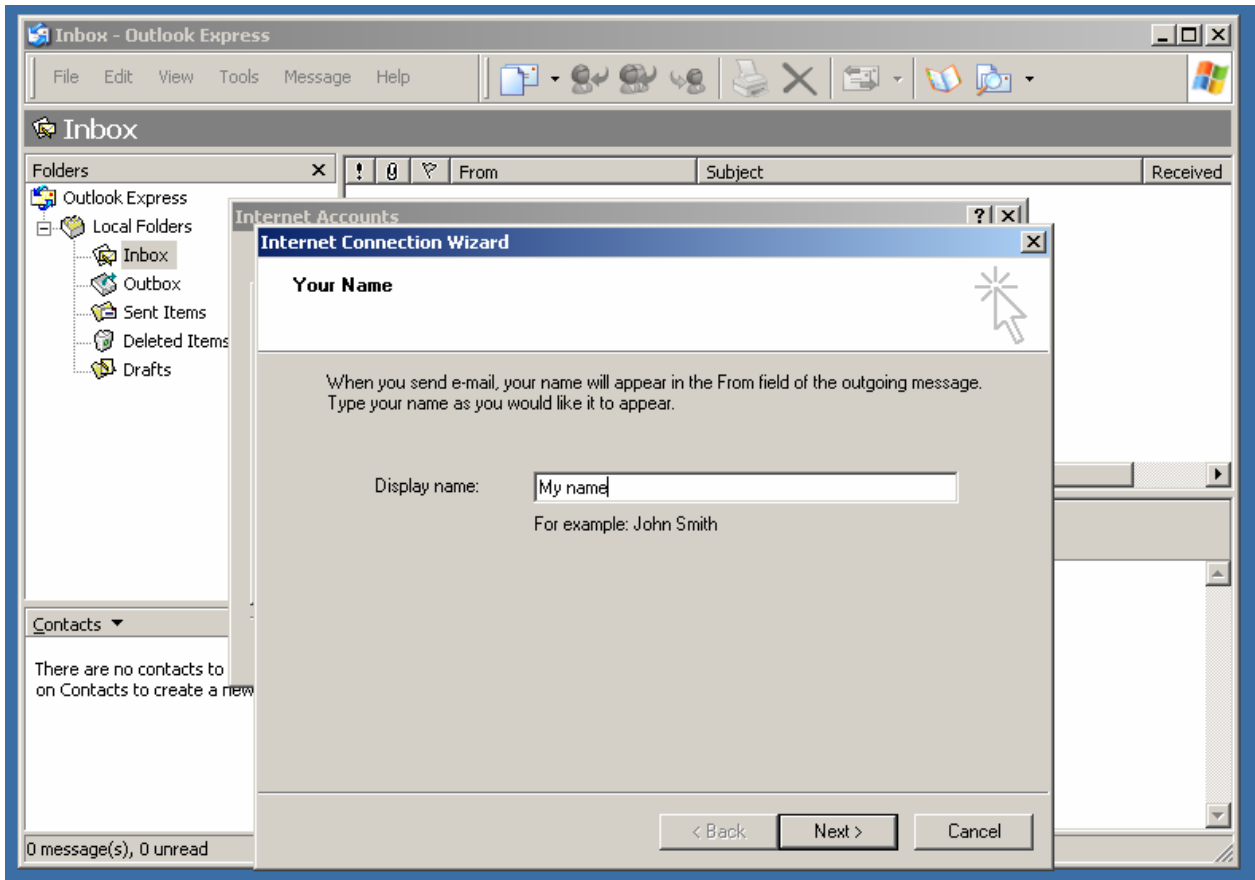 Inbox - Outlook Express
File Edit View Tools Message Help
Inbox
Folders
! From Subject Received
Outlook Express
Local Folders
Inbox
Outbox
Sent Items
Deleted Items
Drafts
Internet Accounts
Internet Connection Wizard
Your Name
When you send e-mail, your name will appear in the From field of the outgoing message.
Type your name as you would like it to appear.
Display name: My name
For example: John Smith
< Back Next > Cancel
Contacts
There are no contacts to
on Contacts to create a new
0 message(s), 0 unread